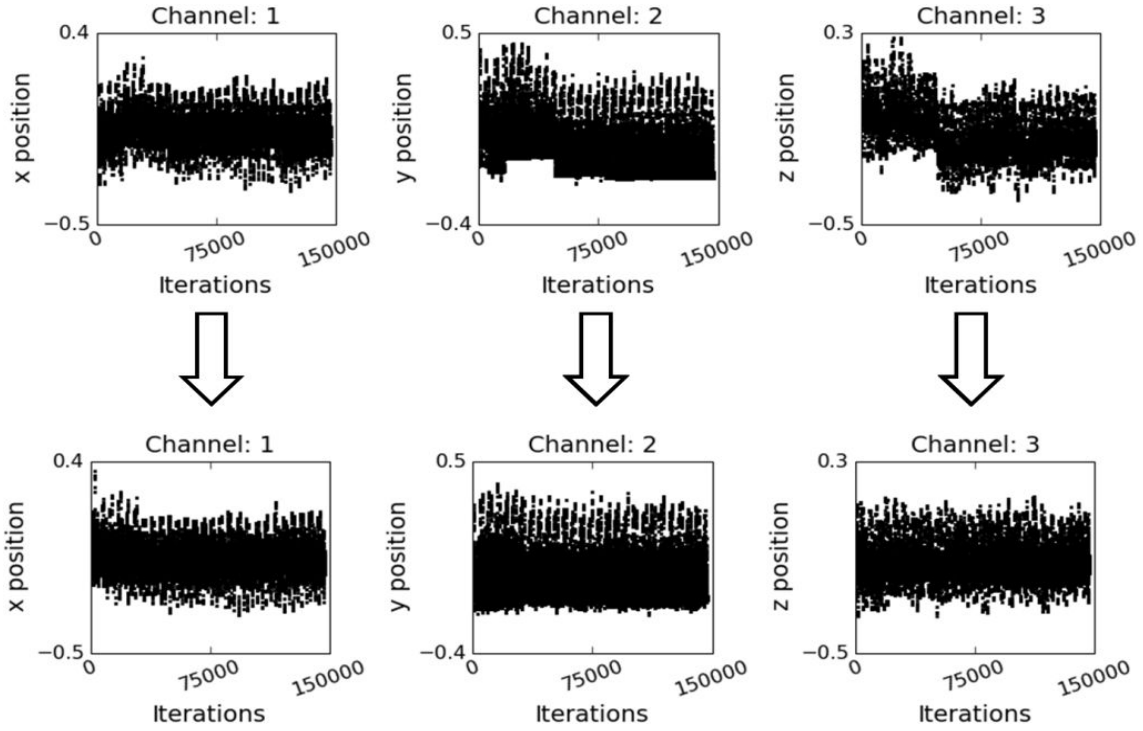 Channel: 1
0.4
x position
−0.5
0
75000
150000
Iterations
Channel: 2
0.5
y position
−0.4
0
75000
150000
Iterations
Channel: 3
0.3
z position
−0.5
0
75000
150000
Iterations
Channel: 1
0.4
x position
−0.5
0
75000
150000
Iterations
Channel: 2
0.5
y position
−0.4
0
75000
150000
Iterations
Channel: 3
0.3
z position
−0.5
0
75000
150000
Iterations